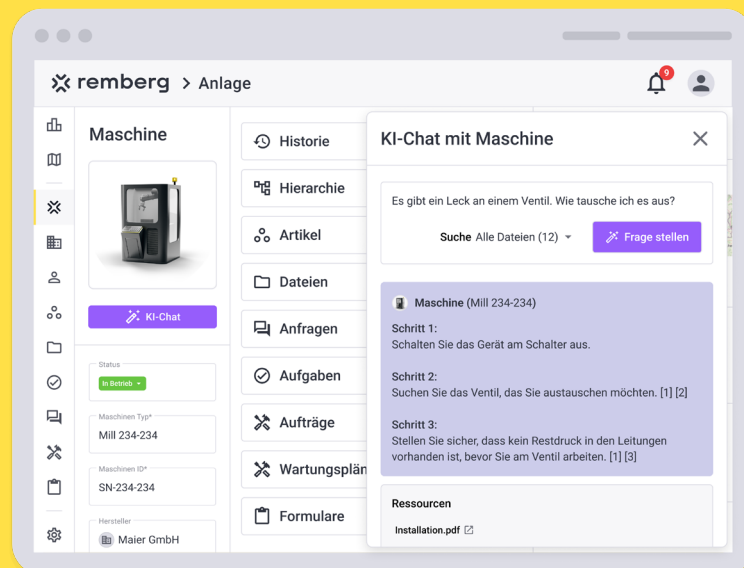 remberg > Anlage
9
Maschine
KI-Chat
Status
In Betrieb
Maschinen Typ*
Mill 234-234
Maschinen ID*
SN-234-234
Hersteller
Maier GmbH
Historie
Hierarchie
Artikel
Dateien
Anfragen
Aufgaben
Aufträge
Wartungsplän
Formulare
KI-Chat mit Maschine
Es gibt ein Leck an einem Ventil. Wie tausche ich es aus?
Suche Alle Dateien (12)
Frage stellen
Maschine (Mill 234-234)
Schritt 1:
Schalten Sie das Gerät am Schalter aus.
Schritt 2:
Suchen Sie das Ventil, das Sie austauschen möchten. [1] [2]
Schritt 3:
Stellen Sie sicher, dass kein Restdruck in den Leitungen
vorhanden ist, bevor Sie am Ventil arbeiten. [1] [3]
Ressourcen
Installation.pdf